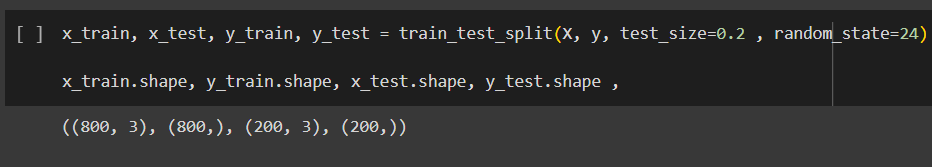 [ ] x_train, x_test, y_train, y_test = train_test_split(X, y, test_size=0.2 , random_state=24)
x_train.shape, y_train.shape, x_test.shape, y_test.shape ,
((800, 3), (800,), (200, 3), (200,))